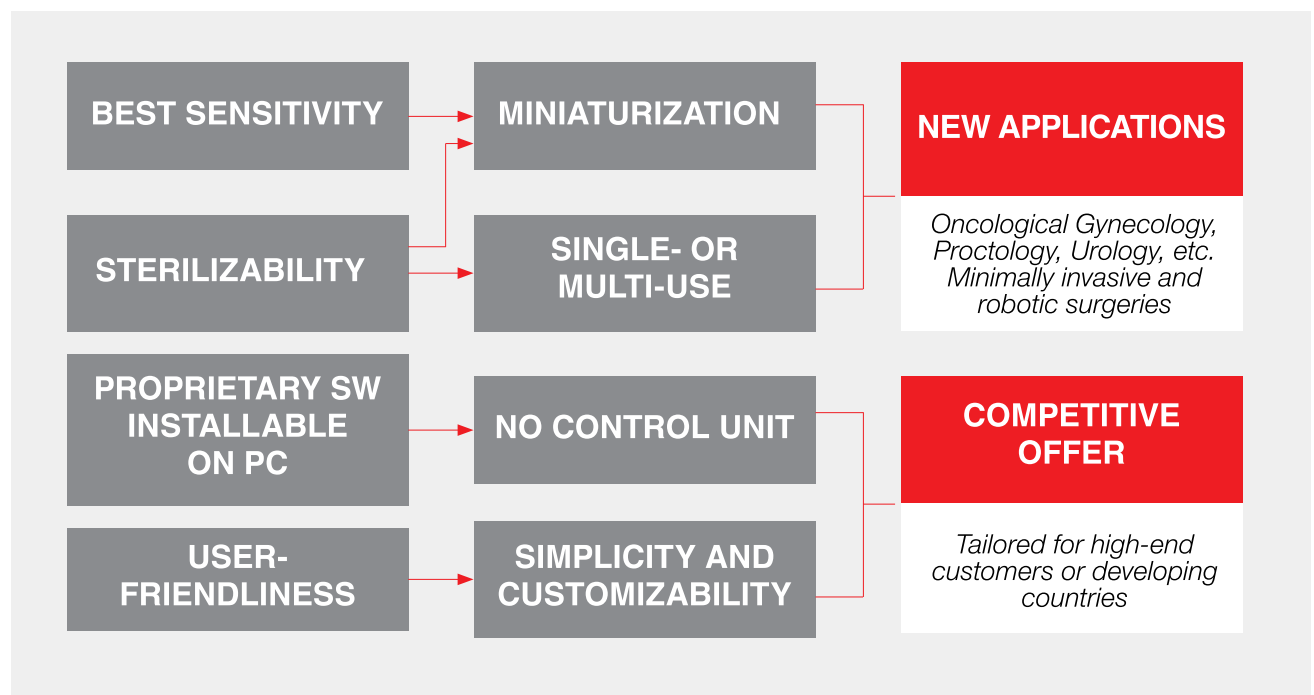 BEST SENSITIVITY
MINIATURIZATION
NEW APPLICATIONS
Oncological Gynecology,
Proctology, Urology, etc.
Minimally invasive and
robotic surgeries
STERILIZABILITY
SINGLE- OR
MULTI-USE
PROPRIETARY SW
INSTALLABLE
ON PC
NO CONTROL UNIT
COMPETITIVE
OFFER
Tailored for high-end
customers or developing
countries
USER-
FRIENDLINESS
SIMPLICITY AND
CUSTOMIZABILITY